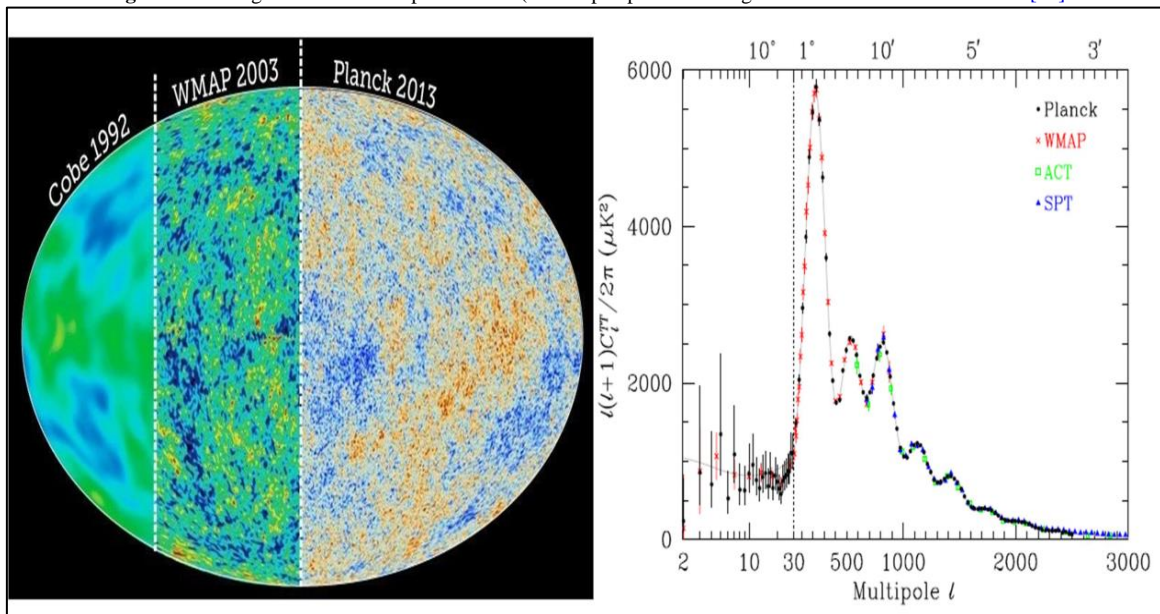 Cobe 1992
WMAP 2003
Planck 2013
10° 1° 10′ 5′ 3′
6000
4000
2000
0
ℓ(ℓ+1)C_ℓ^TT/2π (μK²)
Planck
WMAP
ACT
SPT
2 10 30 500 1000 2000 3000
Multipole ℓ